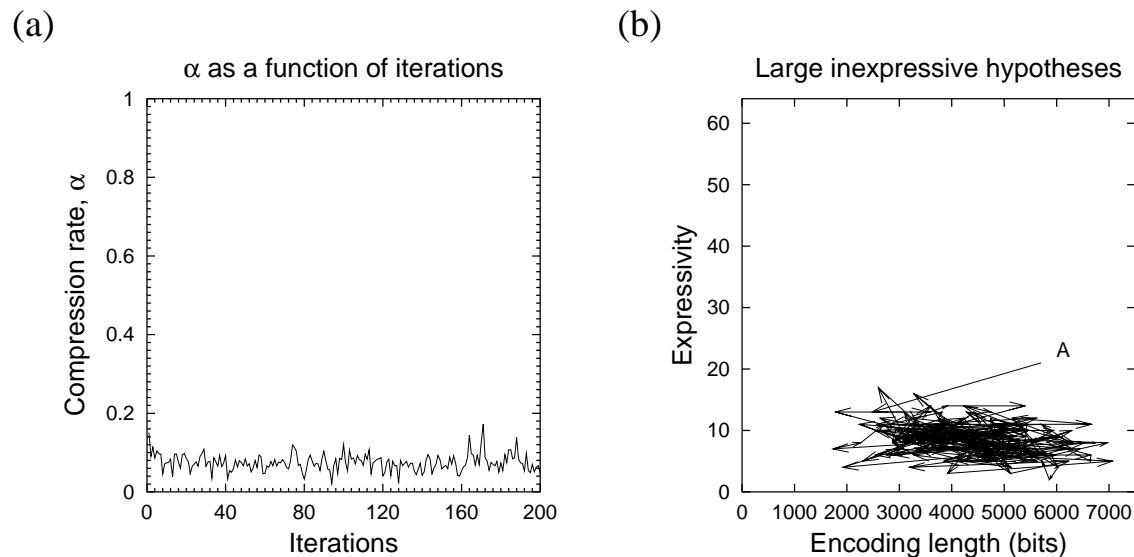 (a)
α as a function of iterations
1
0.8
0.6
0.4
0.2
0
Compression rate, α
0 40 80 120 160 200
Iterations
(b)
Large inexpressive hypotheses
60
50
40
30
20
10
0
Expressivity
A
0 1000 2000 3000 4000 5000 6000 7000
Encoding length (bits)